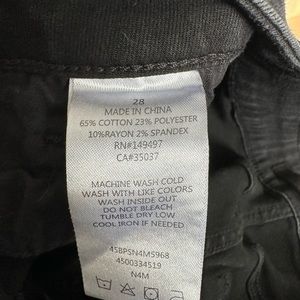 28
MADE IN CHINA
65% COTTON 23% POLYESTER
10%RAYON 2% SPANDEX
RN#149497
CA#35037
MACHINE WASH COLD
WASH WITH LIKE COLORS
WASH INSIDE OUT
DO NOT BLEACH
TUMBLE DRY LOW
COOL IRON IF NEEDED
45BPSN4MS968
4500334519
N4M